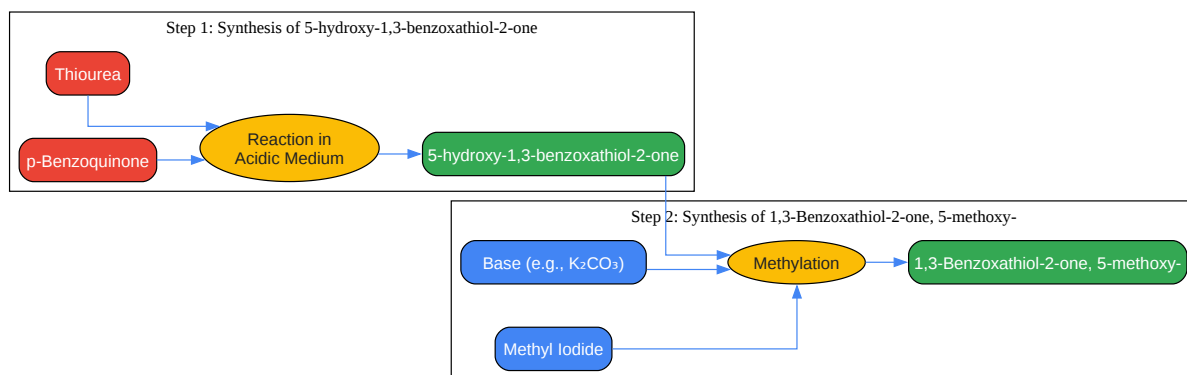 Step 1: Synthesis of 5-hydroxy-1,3-benzoxathiol-2-one
Thiourea
p-Benzoquinone
Reaction in
Acidic Medium
5-hydroxy-1,3-benzoxathiol-2-one
Step 2: Synthesis of 1,3-Benzoxathiol-2-one, 5-methoxy-
Base (e.g., K₂CO₃)
Methyl Iodide
Methylation
1,3-Benzoxathiol-2-one, 5-methoxy-